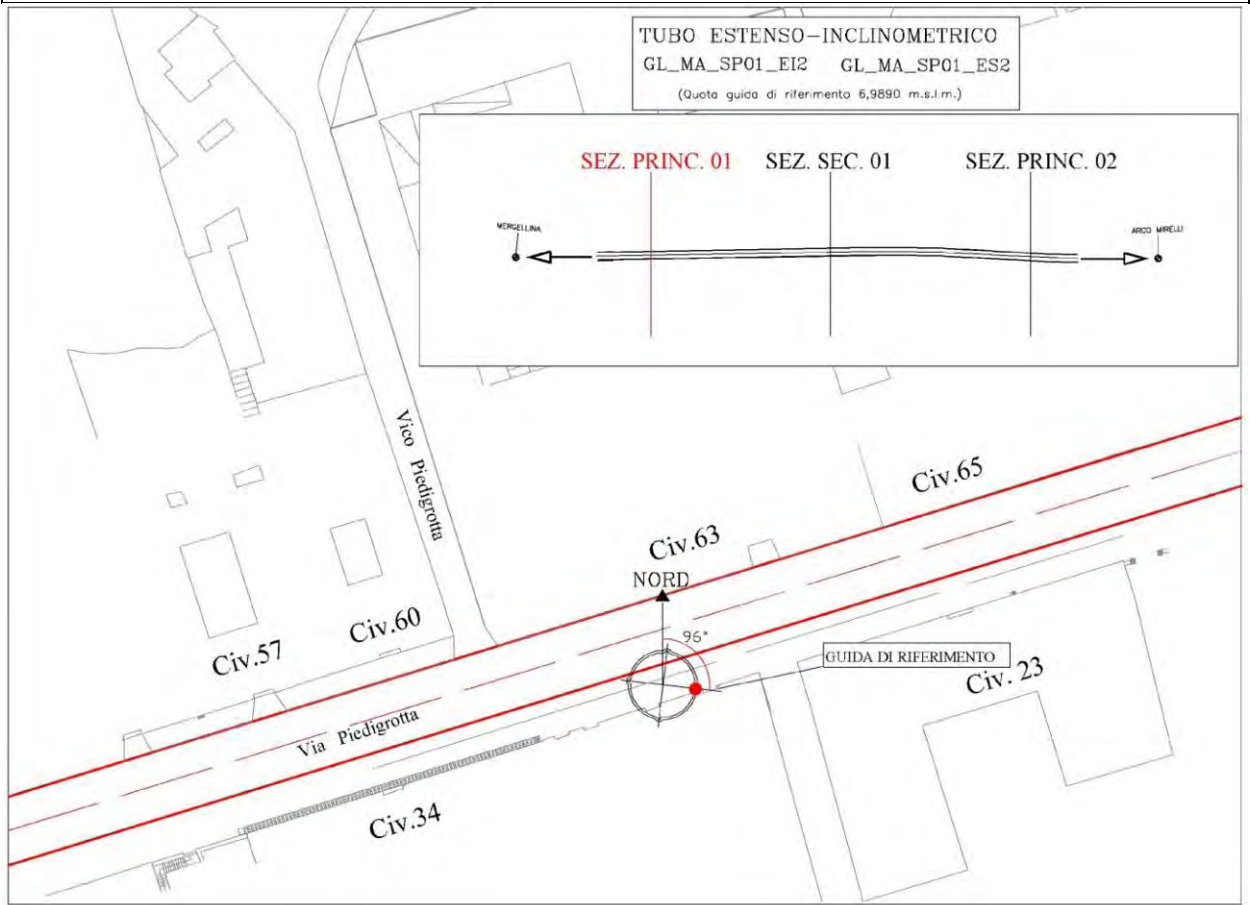 TUBO ESTENSO-INCLINOMETRICO
GL_MA_SP01_EI2 GL_MA_SP01_ES2
(Quota guida di riferimento 6,9890 m.s.l.m.)
SEZ. PRINC. 01 SEZ. SEC. 01 SEZ. PRINC. 02
MERGELLINA
ARCO MIRELLI
Vico Piedigrotta
Civ.65
Civ.63
NORD
96°
Civ.60
Civ.57
GUIDA DI RIFERIMENTO
Civ. 23
Via Piedigrotta
Civ.34